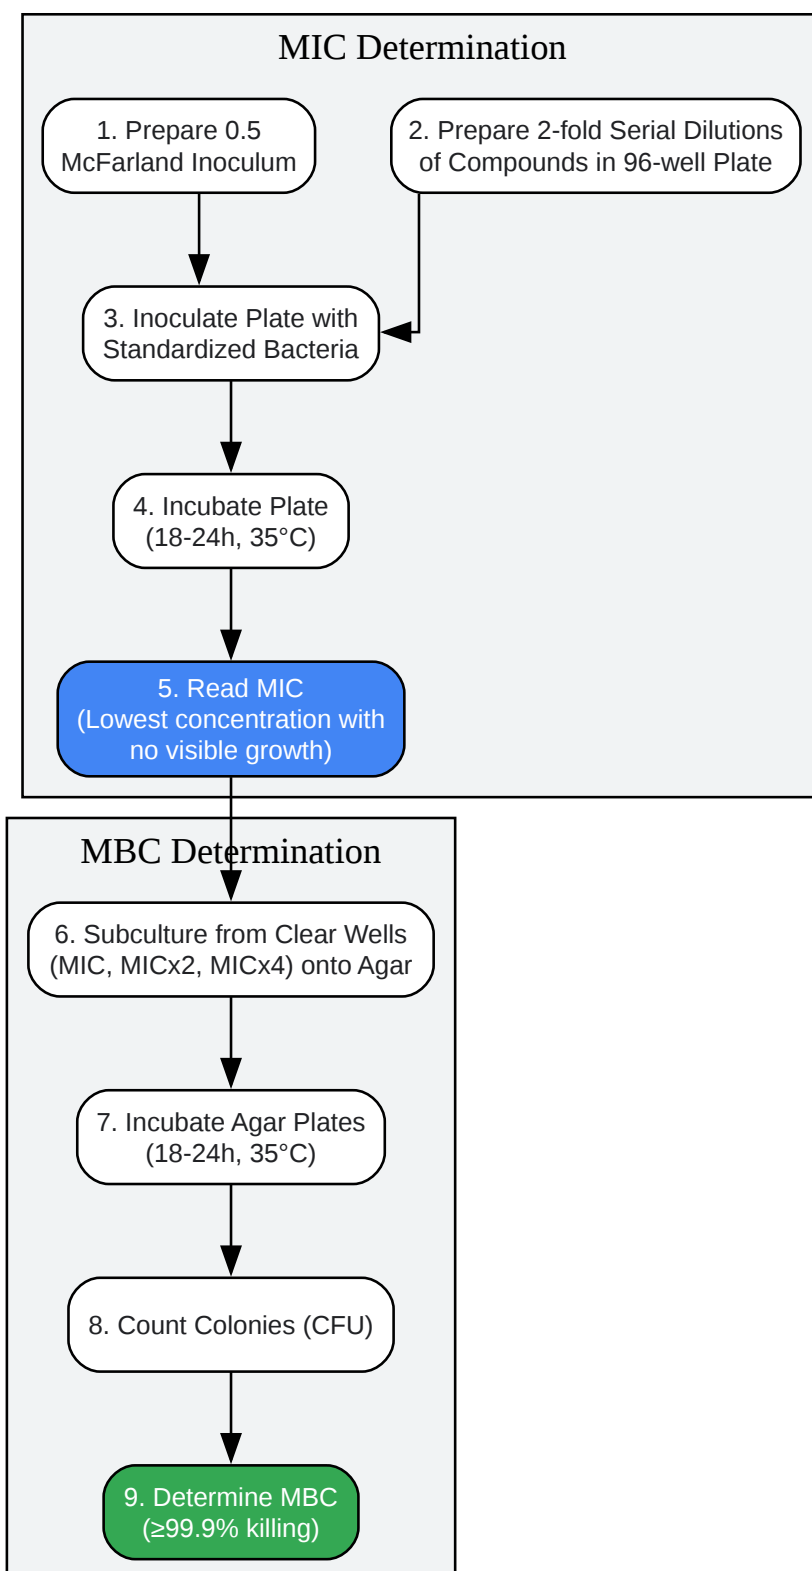 MIC Determination
1. Prepare 0.5
McFarland Inoculum
2. Prepare 2-fold Serial Dilutions
of Compounds in 96-well Plate
3. Inoculate Plate with
Standardized Bacteria
4. Incubate Plate
(18-24h, 35°C)
5. Read MIC
(Lowest concentration with
no visible growth)
MBC Determination
6. Subculture from Clear Wells
(MIC, MICx2, MICx4) onto Agar
7. Incubate Agar Plates
(18-24h, 35°C)
8. Count Colonies (CFU)
9. Determine MBC
(≥99.9% killing)